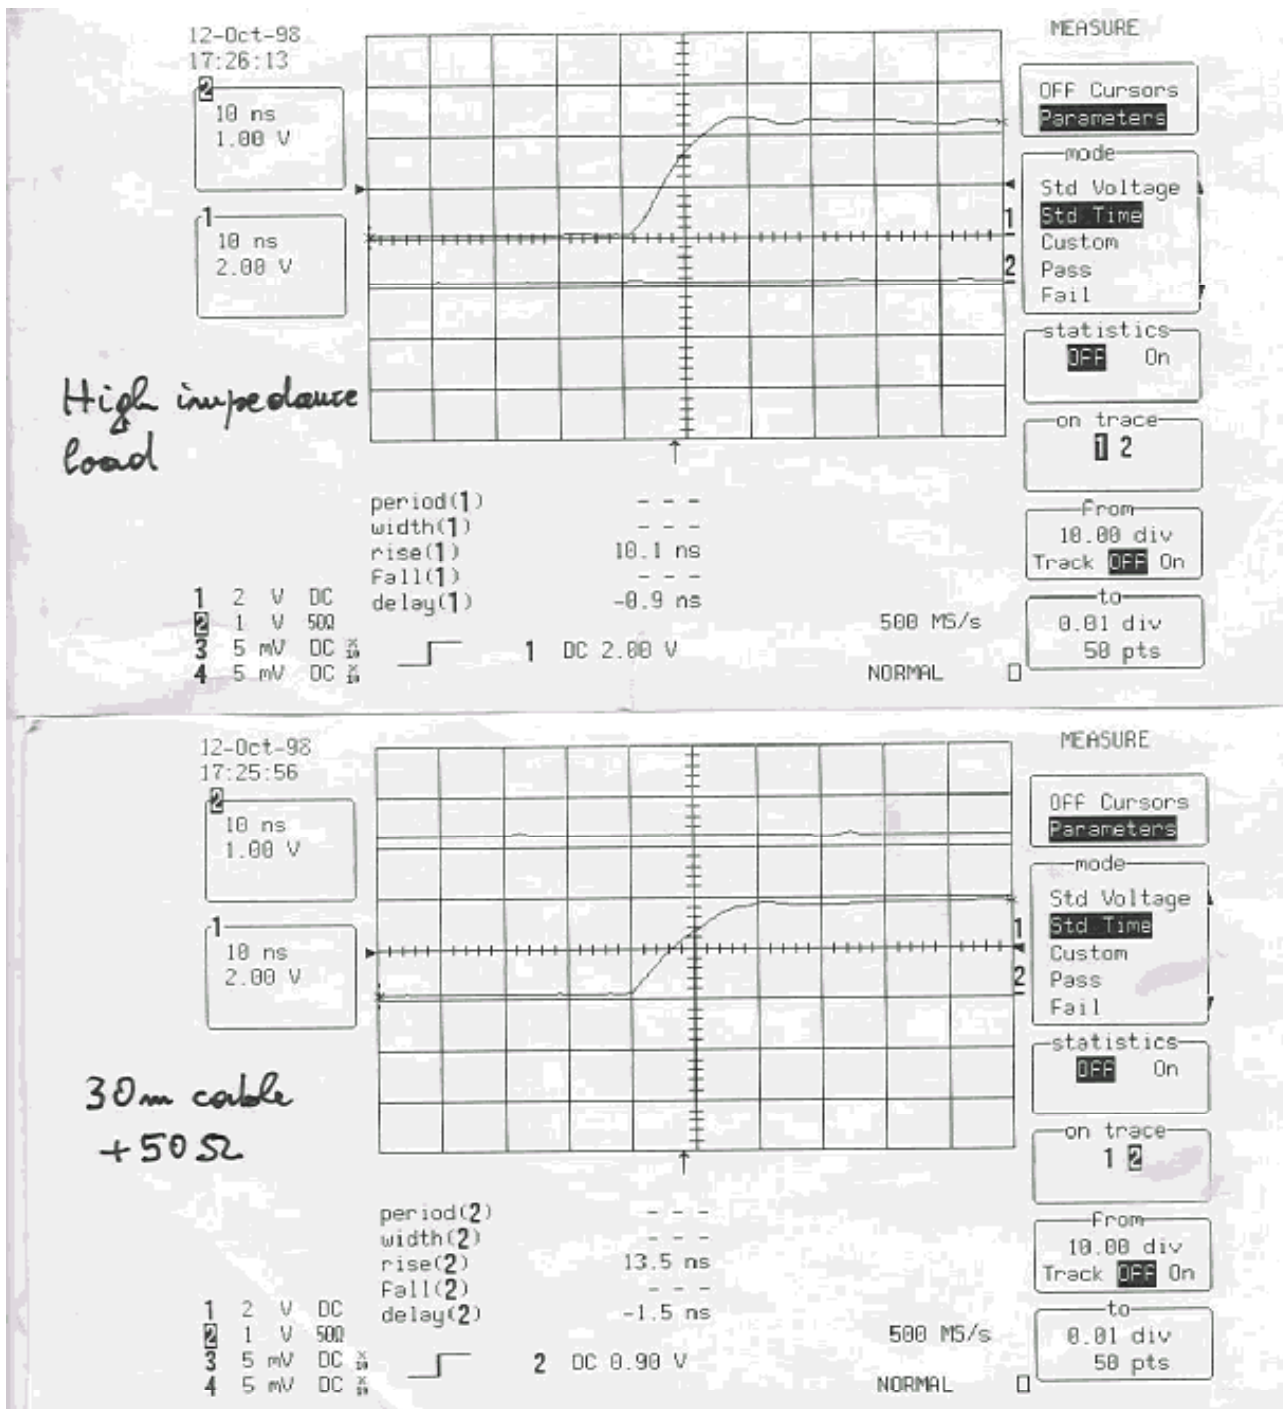 12-Oct-98
17:26:13
2
10 ns
1.00 V
1
10 ns
2.00 V
High impedance
load
1
2
MEASURE
OFF Cursors
Parameters
mode
Std Voltage
Std Time
Custom
Pass
Fail
statistics
OFF On
on trace
1 2
From
10.00 div
Track OFF On
to
0.01 div
50 pts
period(1) - - -
width(1) - - -
rise(1) 10.1 ns
Fall(1) - - -
delay(1) -0.9 ns
1 2 V DC
2 1 V 50Ω
3 5 mV DC
4 5 mV DC
1 DC 2.00 V
500 MS/s
NORMAL
12-Oct-98
17:25:56
2
10 ns
1.00 V
1
10 ns
2.00 V
30m cable
+50Ω
1
2
MEASURE
OFF Cursors
Parameters
mode
Std Voltage
Std Time
Custom
Pass
Fail
statistics
OFF On
on trace
1 2
From
10.00 div
Track OFF On
to
0.01 div
50 pts
period(2) - - -
width(2) - - -
rise(2) 13.5 ns
Fall(2) - - -
delay(2) -1.5 ns
1 2 V DC
2 1 V 50Ω
3 5 mV DC
4 5 mV DC
2 DC 0.90 V
500 MS/s
NORMAL